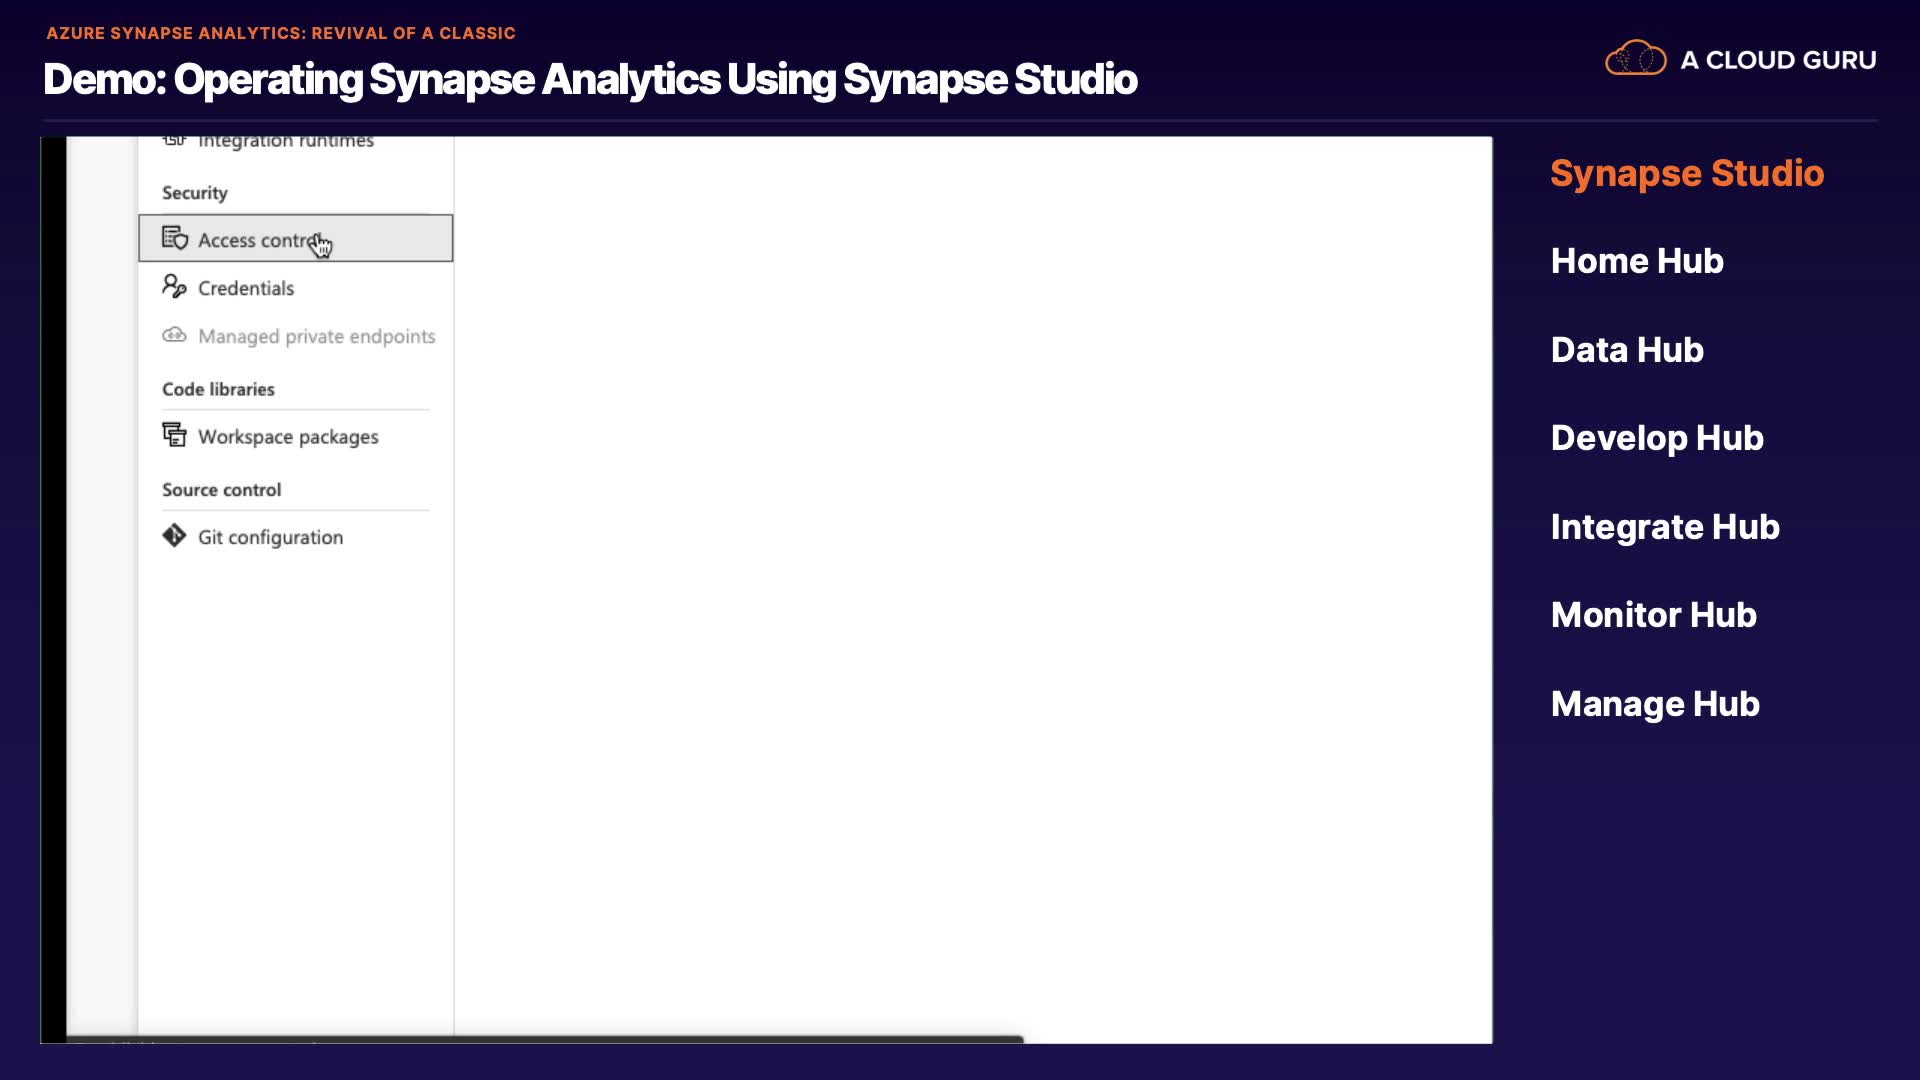 AZURE SYNAPSE ANALYTICS: REVIVAL OF A CLASSIC
Demo: Operating Synapse Analytics Using Synapse Studio
A CLOUD GURU
Integration runtimes
Security
Access control
Credentials
Managed private endpoints
Code libraries
Workspace packages
Source control
Git configuration
Synapse Studio
Home Hub
Data Hub
Develop Hub
Integrate Hub
Monitor Hub
Manage Hub